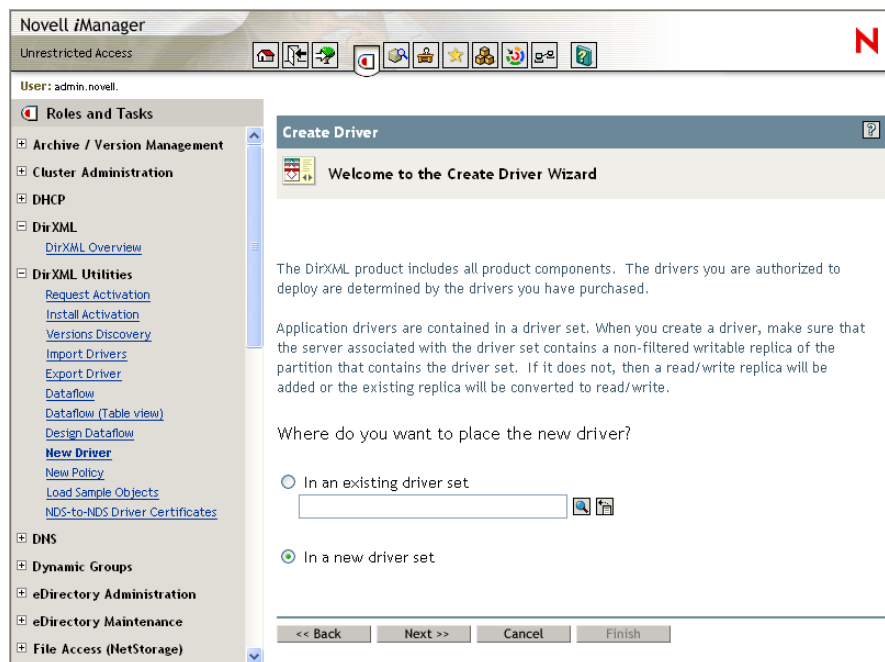 Novell iManager
Unrestricted Access
N
User: admin.novell.
Roles and Tasks
Archive / Version Management
Cluster Administration
DHCP
DirXML
DirXML Overview
DirXML Utilities
Request Activation
Install Activation
Versions Discovery
Import Drivers
Export Driver
Dataflow
Dataflow (Table view)
Design Dataflow
New Driver
New Policy
Load Sample Objects
NDS-to-NDS Driver Certificates
DNS
Dynamic Groups
eDirectory Administration
eDirectory Maintenance
File Access (NetStorage)
Create Driver
?
Welcome to the Create Driver Wizard
The DirXML product includes all product components. The drivers you are authorized to
deploy are determined by the drivers you have purchased.
Application drivers are contained in a driver set. When you create a driver, make sure that
the server associated with the driver set contains a non-filtered writable replica of the
partition that contains the driver set. If it does not, then a read/write replica will be
added or the existing replica will be converted to read/write.
Where do you want to place the new driver?
In an existing driver set
In a new driver set
<< Back
Next >>
Cancel
Finish